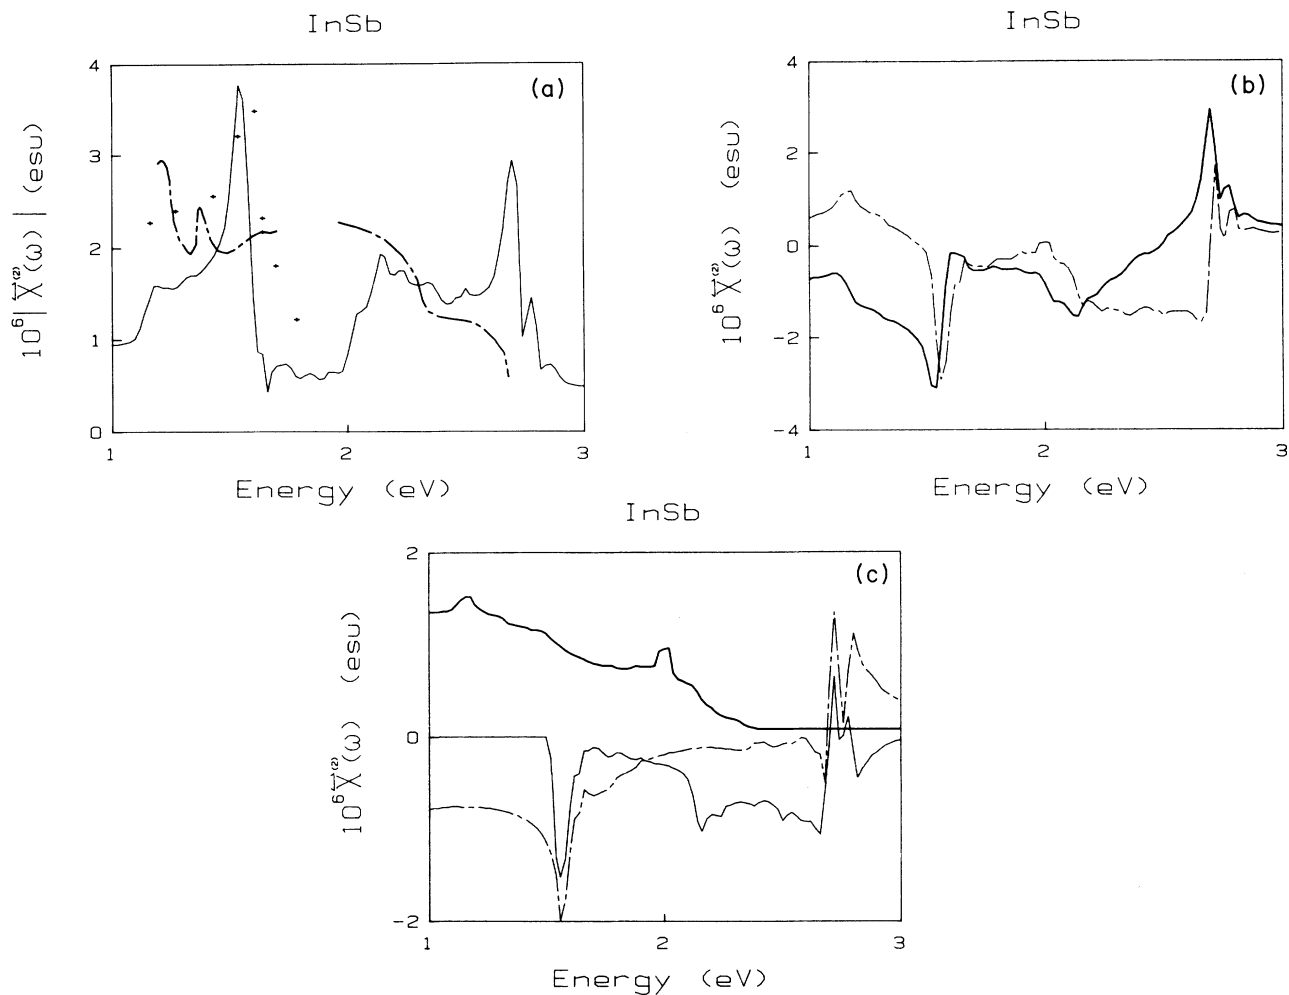 InSb
(a)
10⁶|χ⃡⁽²⁾(ω)| (esu)
4
3
2
1
0
1
2
3
Energy (eV)
InSb
(b)
10⁶χ⃡⁽²⁾(ω) (esu)
4
2
0
-2
-4
1
2
3
Energy (eV)
InSb
(c)
10⁶χ⃡⁽²⁾(ω) (esu)
2
0
-2
1
2
3
Energy (eV)